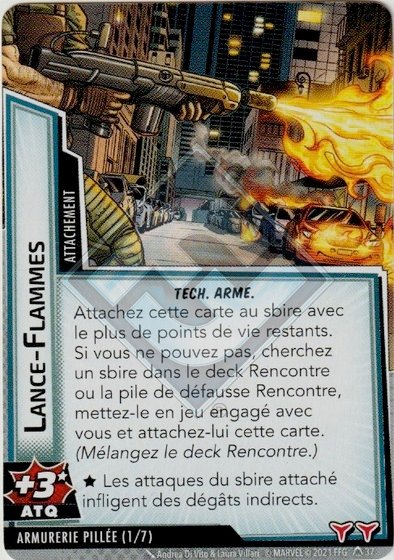 ATTACHEMENT
LANCE-FLAMMES
TECH. ARME.
Attachez cette carte au sbire avec
le plus de points de vie restants.
Si vous ne pouvez pas, cherchez
un sbire dans le deck Rencontre
ou la pile de défausse Rencontre,
mettez-le en jeu engagé avec
vous et attachez-lui cette carte.
(Mélangez le deck Rencontre.)
★ Les attaques du sbire attaché
infligent des dégâts indirects.
+3★
ATQ
ARMURERIE PILLÉE (1/7)
Andrea Di Vito & Laura Villari © MARVEL © 2021 FFG 37